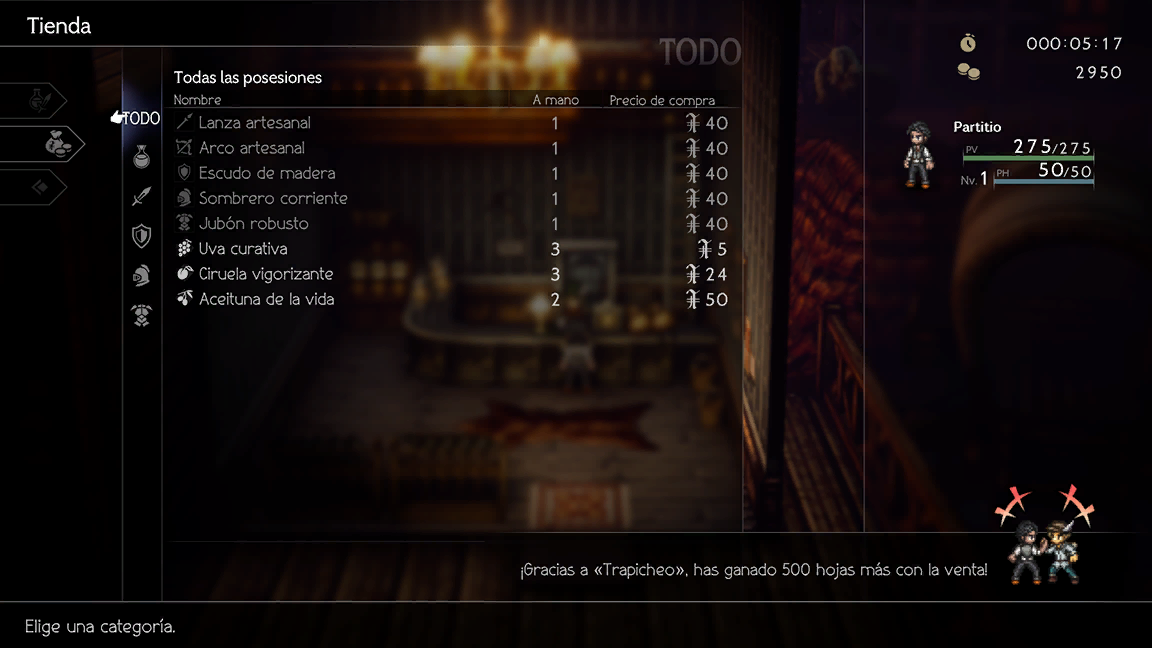 Tienda
TODO
000:05:17
2950
Todas las posesiones
Nombre A mano Precio de compra
TODO
Lanza artesanal 1 40
Arco artesanal 1 40
Escudo de madera 1 40
Sombrero corriente 1 40
Jubón robusto 1 40
Uva curativa 3 5
Ciruela vigorizante 3 24
Aceituna de la vida 2 50
Partitio
PV 275/275
Nv. 1 PH 50/50
¡Gracias a «Trapicheo», has ganado 500 hojas más con la venta!
Elige una categoría.